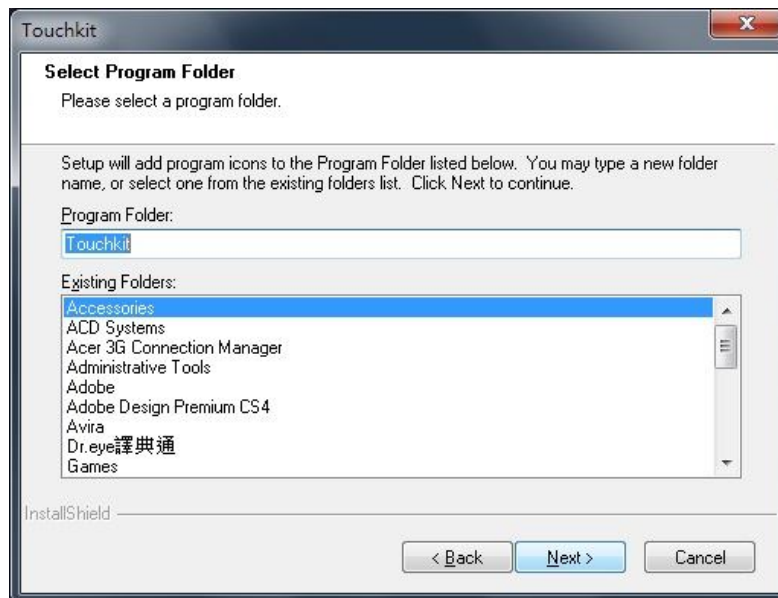 Touchkit
Select Program Folder
Please select a program folder.
Setup will add program icons to the Program Folder listed below. You may type a new folder
name, or select one from the existing folders list. Click Next to continue.
Program Folder:
Touchkit
Existing Folders:
Accessories
ACD Systems
Acer 3G Connection Manager
Administrative Tools
Adobe
Adobe Design Premium CS4
Avira
Dr.eye譯典通
Games
InstallShield
< Back Next > Cancel